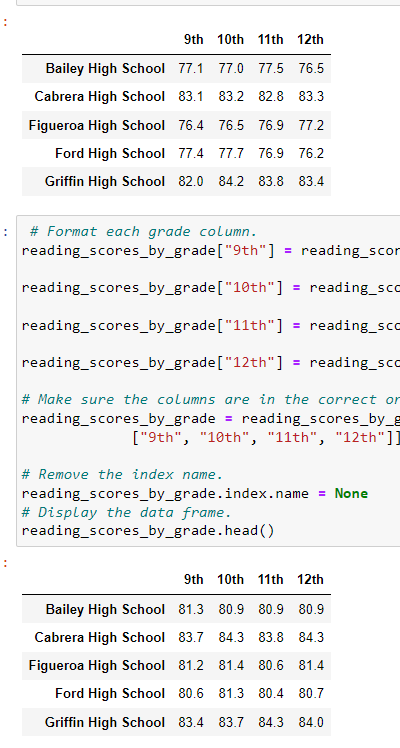 :
9th 10th 11th 12th
Bailey High School 77.1 77.0 77.5 76.5
Cabrera High School 83.1 83.2 82.8 83.3
Figueroa High School 76.4 76.5 76.9 77.2
Ford High School 77.4 77.7 76.9 76.2
Griffin High School 82.0 84.2 83.8 83.4
: # Format each grade column.
reading_scores_by_grade["9th"] = reading_scor
reading_scores_by_grade["10th"] = reading_sco
reading_scores_by_grade["11th"] = reading_sco
reading_scores_by_grade["12th"] = reading_sco
# Make sure the columns are in the correct or
reading_scores_by_grade = reading_scores_by_g
["9th", "10th", "11th", "12th"]]
# Remove the index name.
reading_scores_by_grade.index.name = None
# Display the data frame.
reading_scores_by_grade.head()
:
9th 10th 11th 12th
Bailey High School 81.3 80.9 80.9 80.9
Cabrera High School 83.7 84.3 83.8 84.3
Figueroa High School 81.2 81.4 80.6 81.4
Ford High School 80.6 81.3 80.4 80.7
Griffin High School 83.4 83.7 84.3 84.0